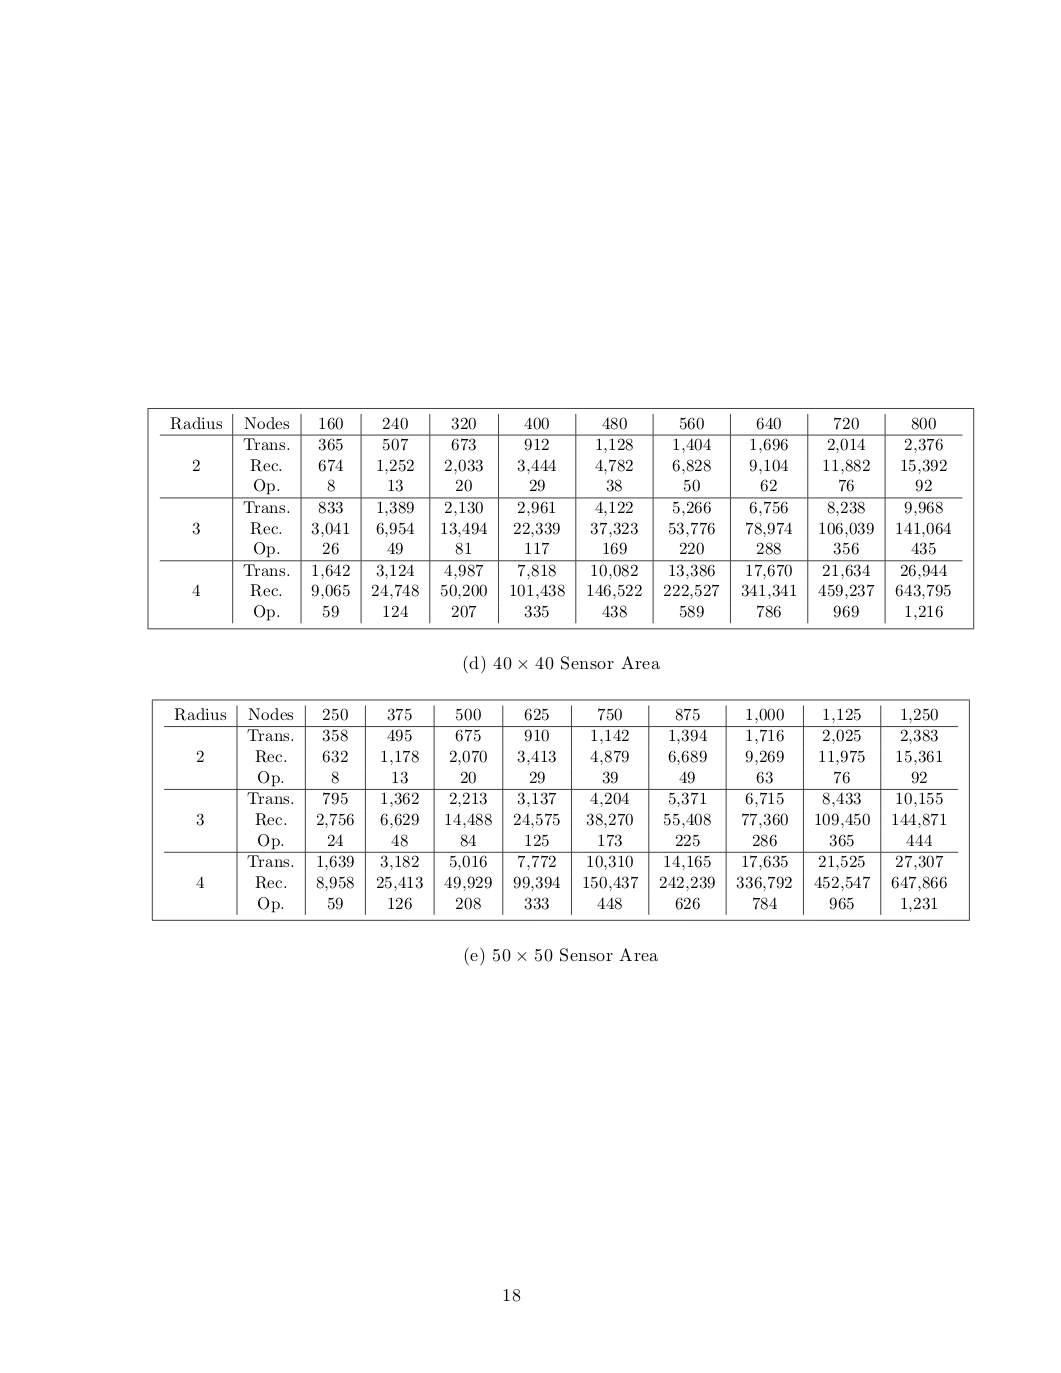 Radius Nodes 160 240 320 400 480 560 640 720 800
Trans. 365 507 673 912 1,128 1,404 1,696 2,014 2,376
2 Rec. 674 1,252 2,033 3,444 4,782 6,828 9,104 11,882 15,392
Op. 8 13 20 29 38 50 62 76 92
Trans. 833 1,389 2,130 2,961 4,122 5,266 6,756 8,238 9,968
3 Rec. 3,041 6,954 13,494 22,339 37,323 53,776 78,974 106,039 141,064
Op. 26 49 81 117 169 220 288 356 435
Trans. 1,642 3,124 4,987 7,818 10,082 13,386 17,670 21,634 26,944
4 Rec. 9,065 24,748 50,200 101,438 146,522 222,527 341,341 459,237 643,795
Op. 59 124 207 335 438 589 786 969 1,216
(d) 40 × 40 Sensor Area
Radius Nodes 250 375 500 625 750 875 1,000 1,125 1,250
Trans. 358 495 675 910 1,142 1,394 1,716 2,025 2,383
2 Rec. 632 1,178 2,070 3,413 4,879 6,689 9,269 11,975 15,361
Op. 8 13 20 29 39 49 63 76 92
Trans. 795 1,362 2,213 3,137 4,204 5,371 6,715 8,433 10,155
3 Rec. 2,756 6,629 14,488 24,575 38,270 55,408 77,360 109,450 144,871
Op. 24 48 84 125 173 225 286 365 444
Trans. 1,639 3,182 5,016 7,772 10,310 14,165 17,635 21,525 27,307
4 Rec. 8,958 25,413 49,929 99,394 150,437 242,239 336,792 452,547 647,866
Op. 59 126 208 333 448 626 784 965 1,231
(e) 50 × 50 Sensor Area
18